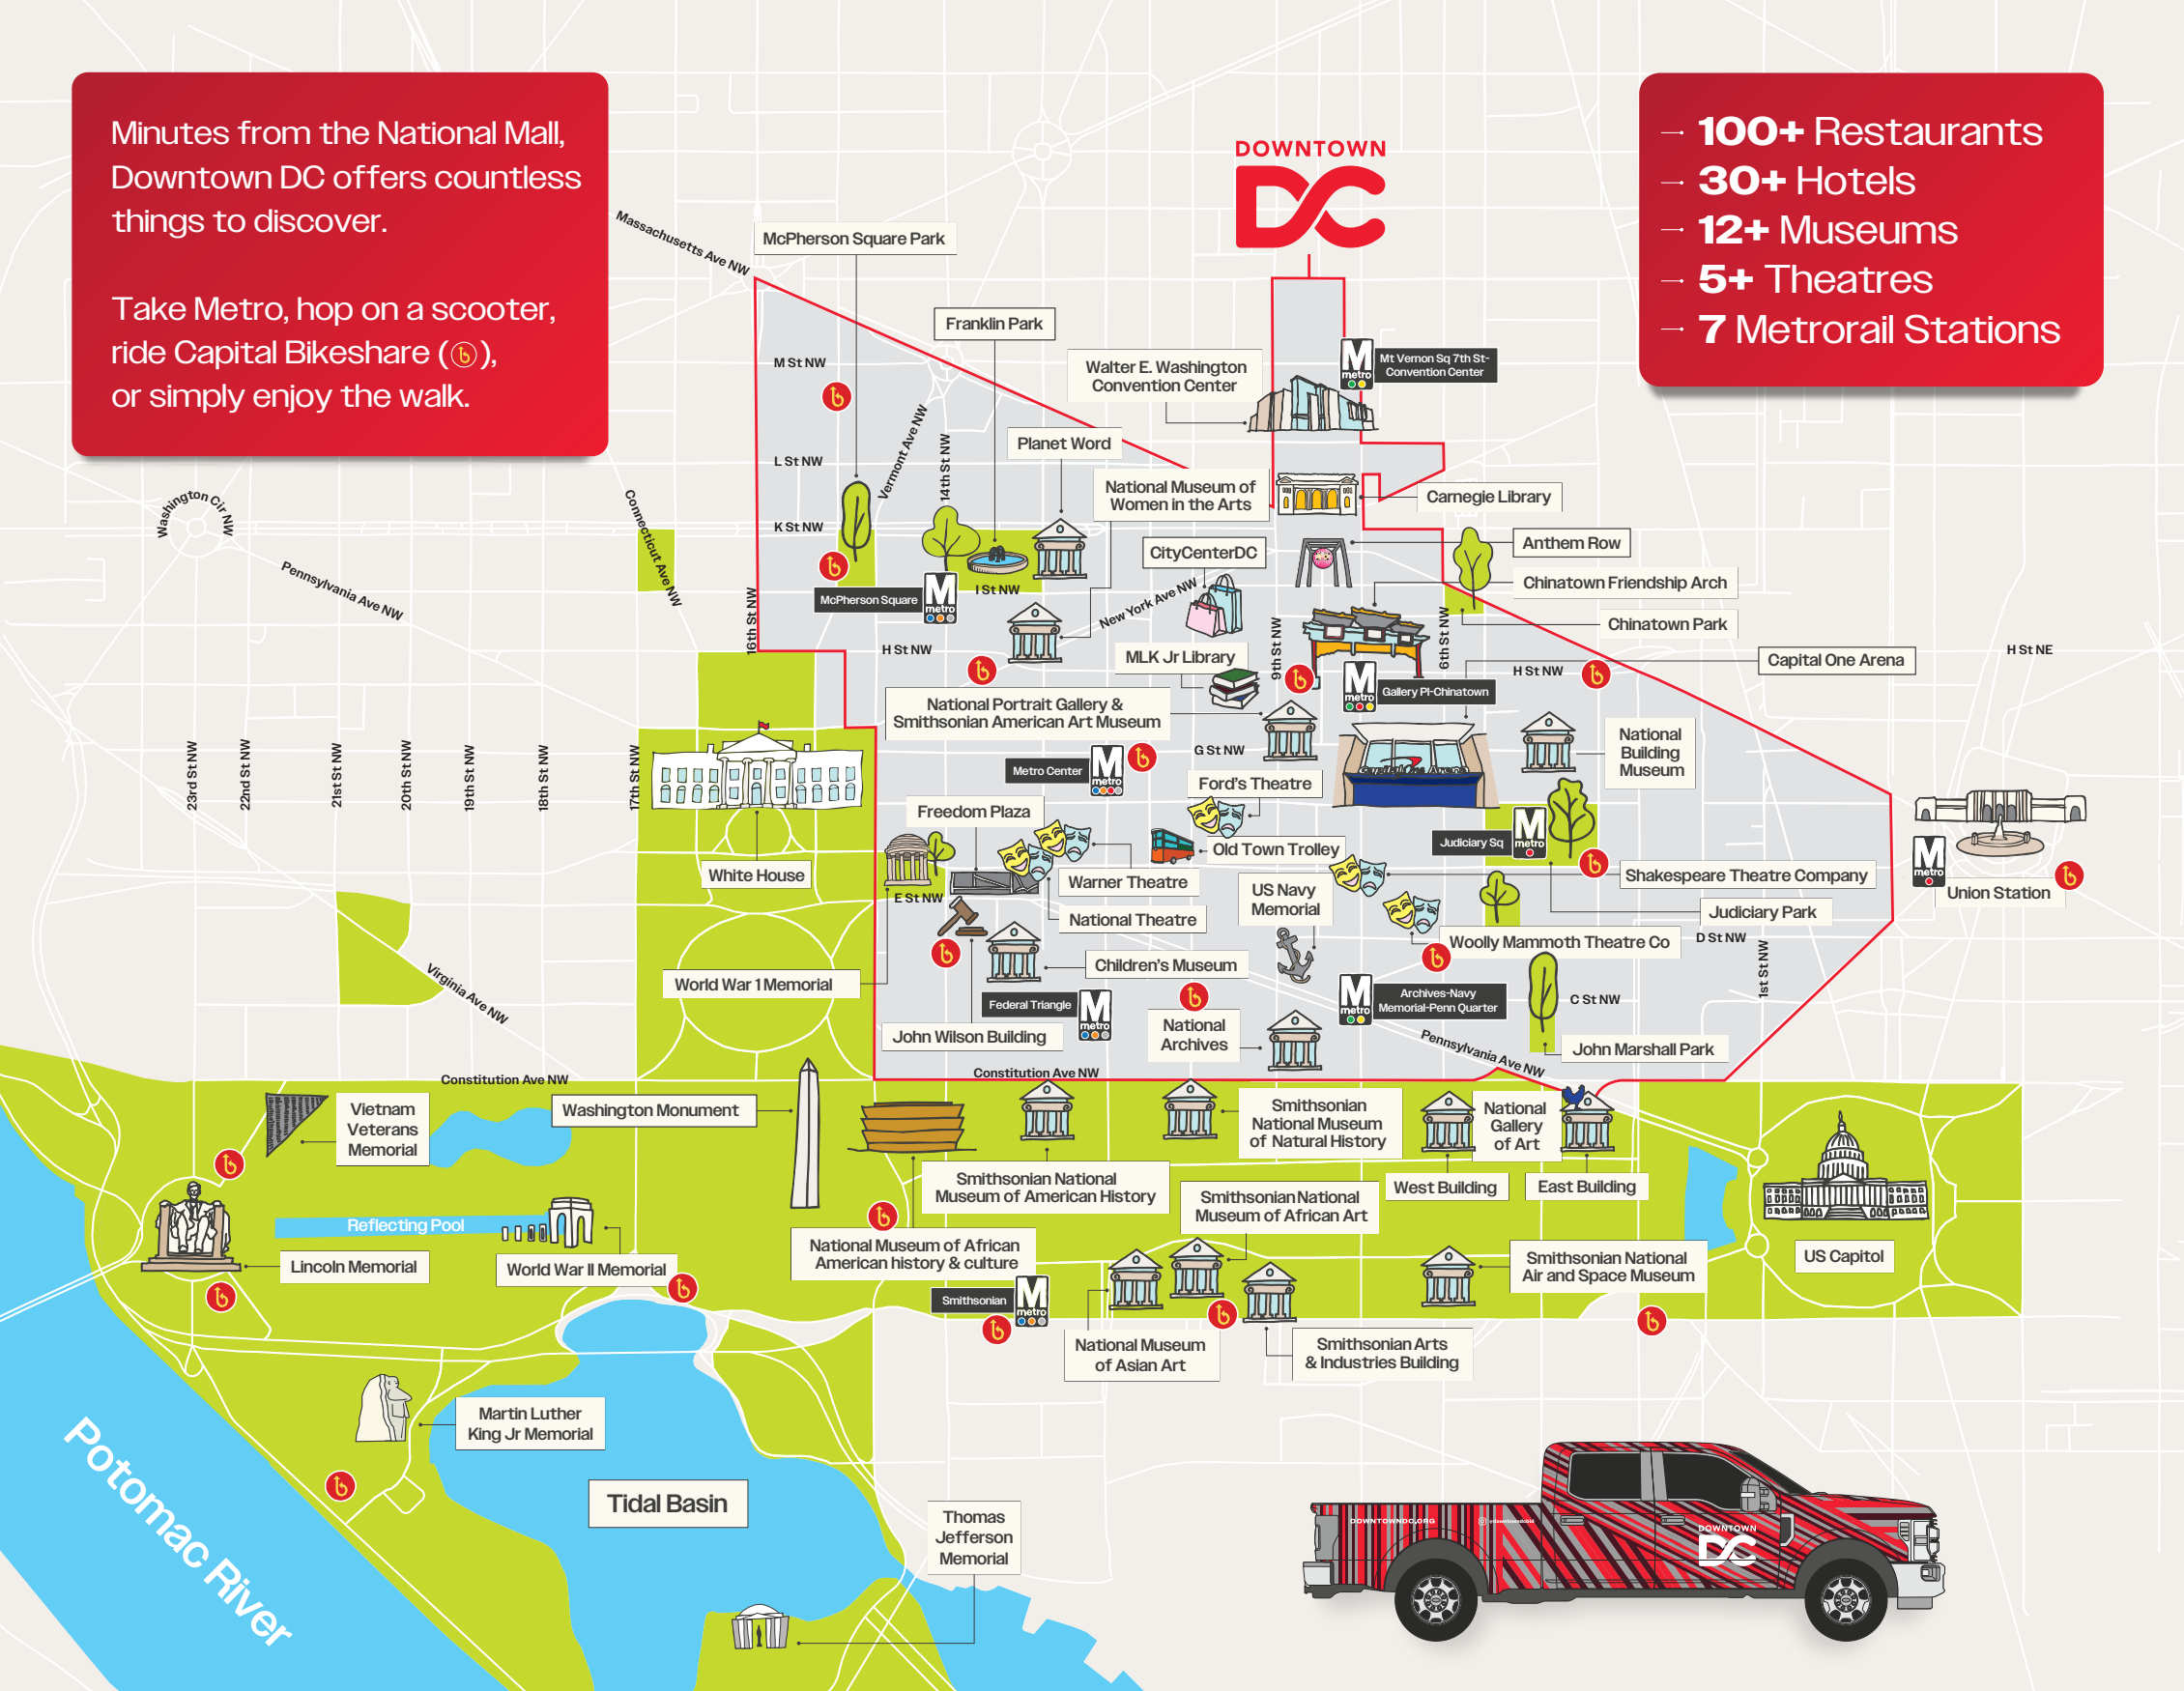 Minutes from the National Mall,
Downtown DC offers countless
things to discover.
Take Metro, hop on a scooter,
ride Capital Bikeshare ( ),
or simply enjoy the walk.
DOWNTOWN
DC
100+ Restaurants
30+ Hotels
12+ Museums
5+ Theatres
7 Metrorail Stations
Massachusetts Ave NW
McPherson Square Park
Franklin Park
M St NW
Walter E. Washington
Convention Center
M
metro
Mt Vernon Sq 7th St-
Convention Center
Vermont Ave NW
14th St NW
Planet Word
L St NW
National Museum of
Women in the Arts
Carnegie Library
Washington Cir NW
Connecticut Ave NW
K St NW
CityCenterDC
Anthem Row
Pennsylvania Ave NW
McPherson Square
M
metro
I St NW
New York Ave NW
Chinatown Friendship Arch
Chinatown Park
16th St NW
H St NW
MLK Jr Library
9th St NW
6th St NW
H St NW
Capital One Arena
H St NE
M
metro
Gallery Pl-Chinatown
National Portrait Gallery &
Smithsonian American Art Museum
G St NW
National
Building
Museum
23rd St NW
22nd St NW
21st St NW
20th St NW
19th St NW
18th St NW
17th St NW
Metro Center
M
metro
Capital One Arena
Ford's Theatre
Freedom Plaza
Old Town Trolley
Judiciary Sq
M
metro
White House
Warner Theatre
US Navy
Memorial
Shakespeare Theatre Company
M
metro
Union Station
E St NW
National Theatre
Judiciary Park
Woolly Mammoth Theatre Co
D St NW
1st St NW
World War 1 Memorial
Children's Museum
Virginia Ave NW
Federal Triangle
M
metro
M
metro
Archives-Navy
Memorial-Penn Quarter
C St NW
John Wilson Building
National
Archives
Pennsylvania Ave NW
John Marshall Park
Constitution Ave NW
Constitution Ave NW
Vietnam
Veterans
Memorial
Washington Monument
Smithsonian
National Museum
of Natural History
National
Gallery
of Art
Smithsonian National
Museum of American History
West Building
East Building
Smithsonian National
Museum of African Art
Reflecting Pool
Lincoln Memorial
World War II Memorial
National Museum of African
American history & culture
Smithsonian National
Air and Space Museum
US Capitol
Smithsonian
M
metro
National Museum
of Asian Art
Smithsonian Arts
& Industries Building
Martin Luther
King Jr Memorial
Potomac River
Tidal Basin
Thomas
Jefferson
Memorial
DOWNTOWNDC.ORG
DOWNTOWN
DC